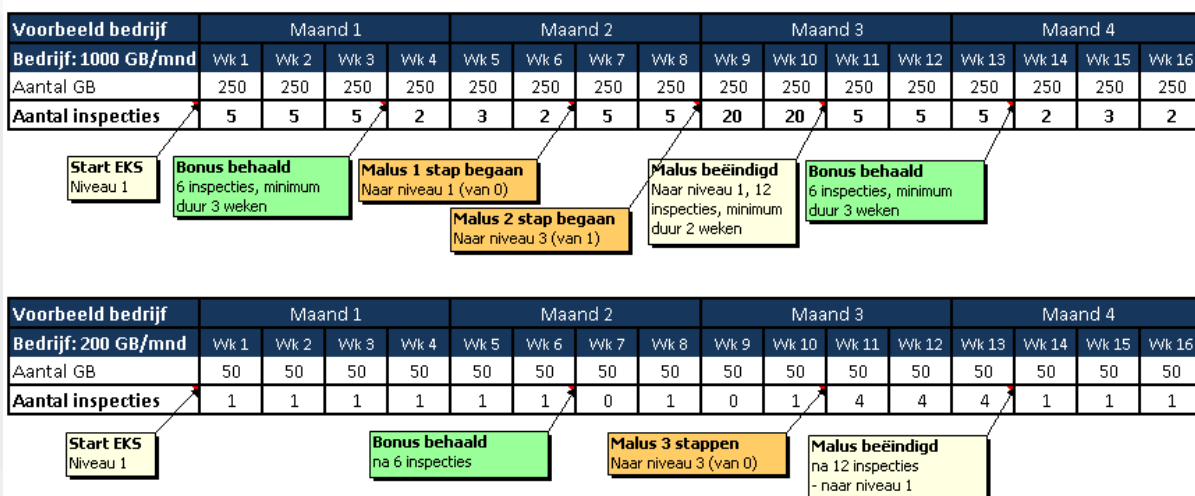 Voorbeeld bedrijf Maand 1 Maand 2 Maand 3 Maand 4
Bedrijf: 1000 GB/mnd Wk 1 Wk 2 Wk 3 Wk 4 Wk 5 Wk 6 Wk 7 Wk 8 Wk 9 Wk 10 Wk 11 Wk 12 Wk 13 Wk 14 Wk 15 Wk 16
Aantal GB 250 250 250 250 250 250 250 250 250 250 250 250 250 250 250 250
Aantal inspecties 5 5 5 2 3 2 5 5 20 20 5 5 5 2 3 2
Start EKS
Niveau 1
Bonus behaald
6 inspecties, minimum
duur 3 weken
Malus 1 stap begaan
Naar niveau 1 (van 0)
Malus 2 stap begaan
Naar niveau 3 (van 1)
Malus beëindigd
Naar niveau 1, 12
inspecties, minimum
duur 2 weken
Bonus behaald
6 inspecties, minimum
duur 3 weken
Voorbeeld bedrijf Maand 1 Maand 2 Maand 3 Maand 4
Bedrijf: 200 GB/mnd Wk 1 Wk 2 Wk 3 Wk 4 Wk 5 Wk 6 Wk 7 Wk 8 Wk 9 Wk 10 Wk 11 Wk 12 Wk 13 Wk 14 Wk 15 Wk 16
Aantal GB 50 50 50 50 50 50 50 50 50 50 50 50 50 50 50 50
Aantal inspecties 1 1 1 1 1 1 0 1 0 1 4 4 4 1 1 1
Start EKS
Niveau 1
Bonus behaald
na 6 inspecties
Malus 3 stappen
Naar niveau 3 (van 0)
Malus beëindigd
na 12 inspecties
- naar niveau 1